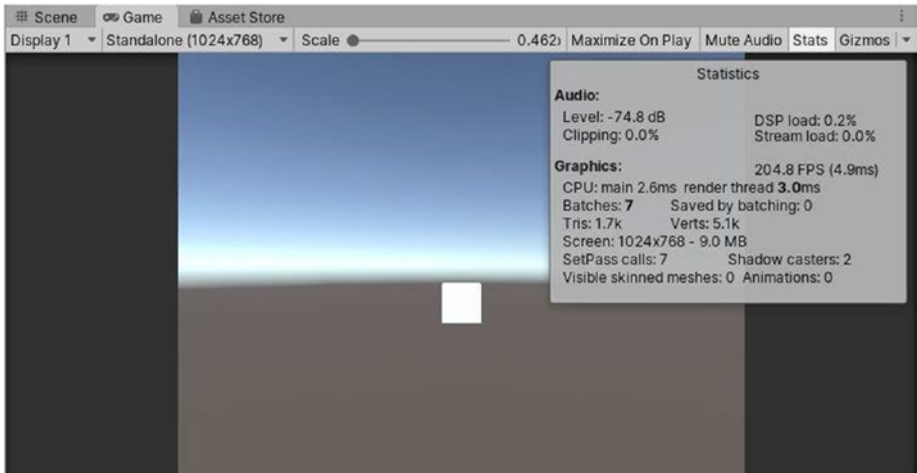 Scene Game Asset Store
Display 1 Standalone (1024x768) Scale 0.462x Maximize On Play Mute Audio Stats Gizmos
Statistics
Audio:
Level: -74.8 dB DSP load: 0.2%
Clipping: 0.0% Stream load: 0.0%
Graphics: 204.8 FPS (4.9ms)
CPU: main 2.6ms render thread 3.0ms
Batches: 7 Saved by batching: 0
Tris: 1.7k Verts: 5.1k
Screen: 1024x768 - 9.0 MB
SetPass calls: 7 Shadow casters: 2
Visible skinned meshes: 0 Animations: 0